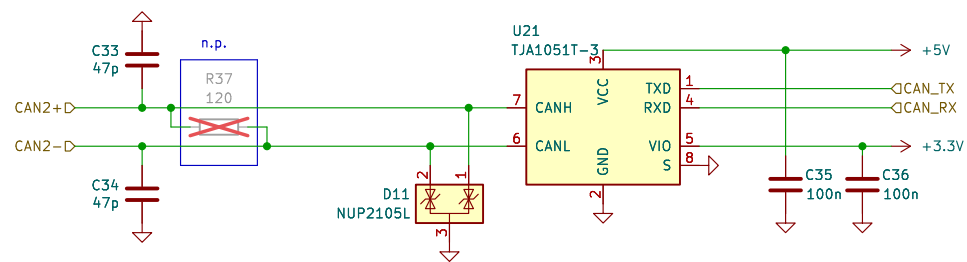 U21
TJA1051T-3
n.p.
C33
47p
R37
120
3
+5V
VCC
TXD
1
CAN_TX
CAN2+
7
CANH
RXD
4
CAN_RX
CAN2-
6
CANL
VIO
5
+3.3V
GND
S
8
C34
47p
2
1
D11
NUP2105L
3
2
C35
100n
C36
100n